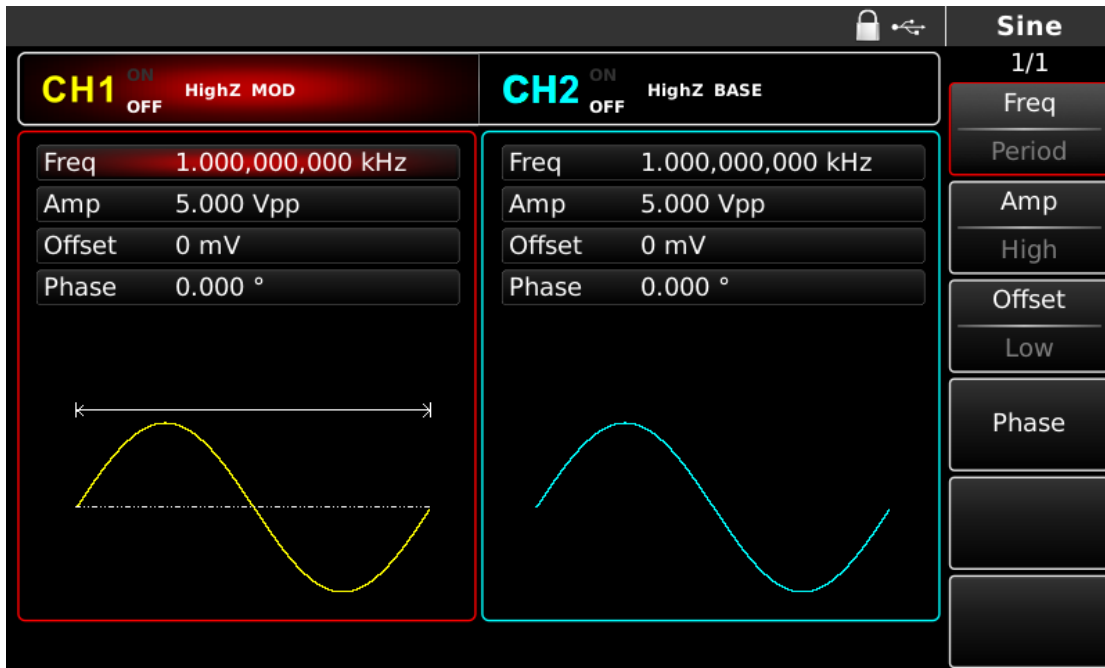 Sine
1/1
CH1 ON OFF HighZ MOD
CH2 ON OFF HighZ BASE
Freq 1.000,000,000 kHz
Amp 5.000 Vpp
Offset 0 mV
Phase 0.000 °
Freq 1.000,000,000 kHz
Amp 5.000 Vpp
Offset 0 mV
Phase 0.000 °
Freq
Period
Amp
High
Offset
Low
Phase